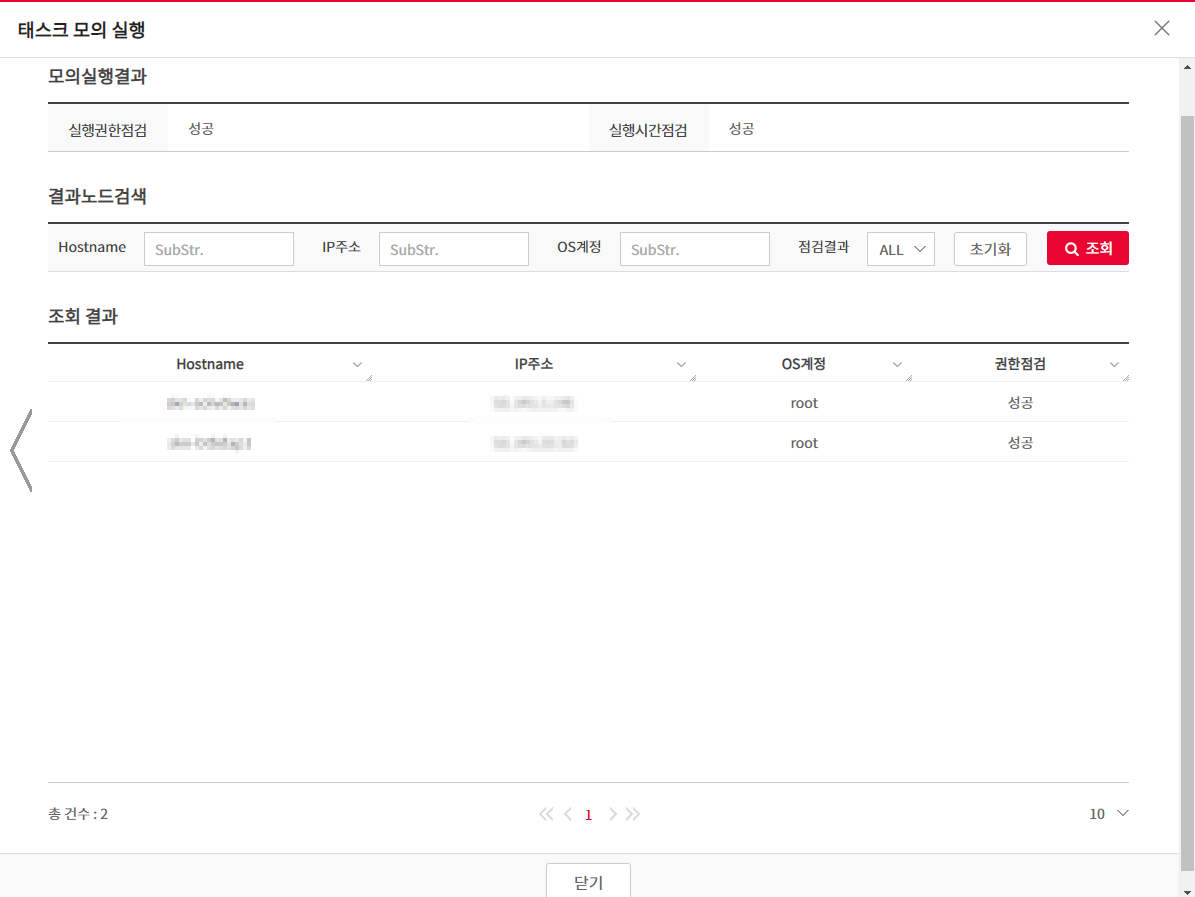 태스크 모의 실행
모의실행결과
실행권한점검 성공 실행시간점검 성공
결과노드검색
Hostname SubStr. IP주소 SubStr. OS계정 SubStr. 점검결과 ALL 초기화 조회
조회 결과
Hostname IP주소 OS계정 권한점검
root 성공
root 성공
총 건수 : 2 1 10
닫기